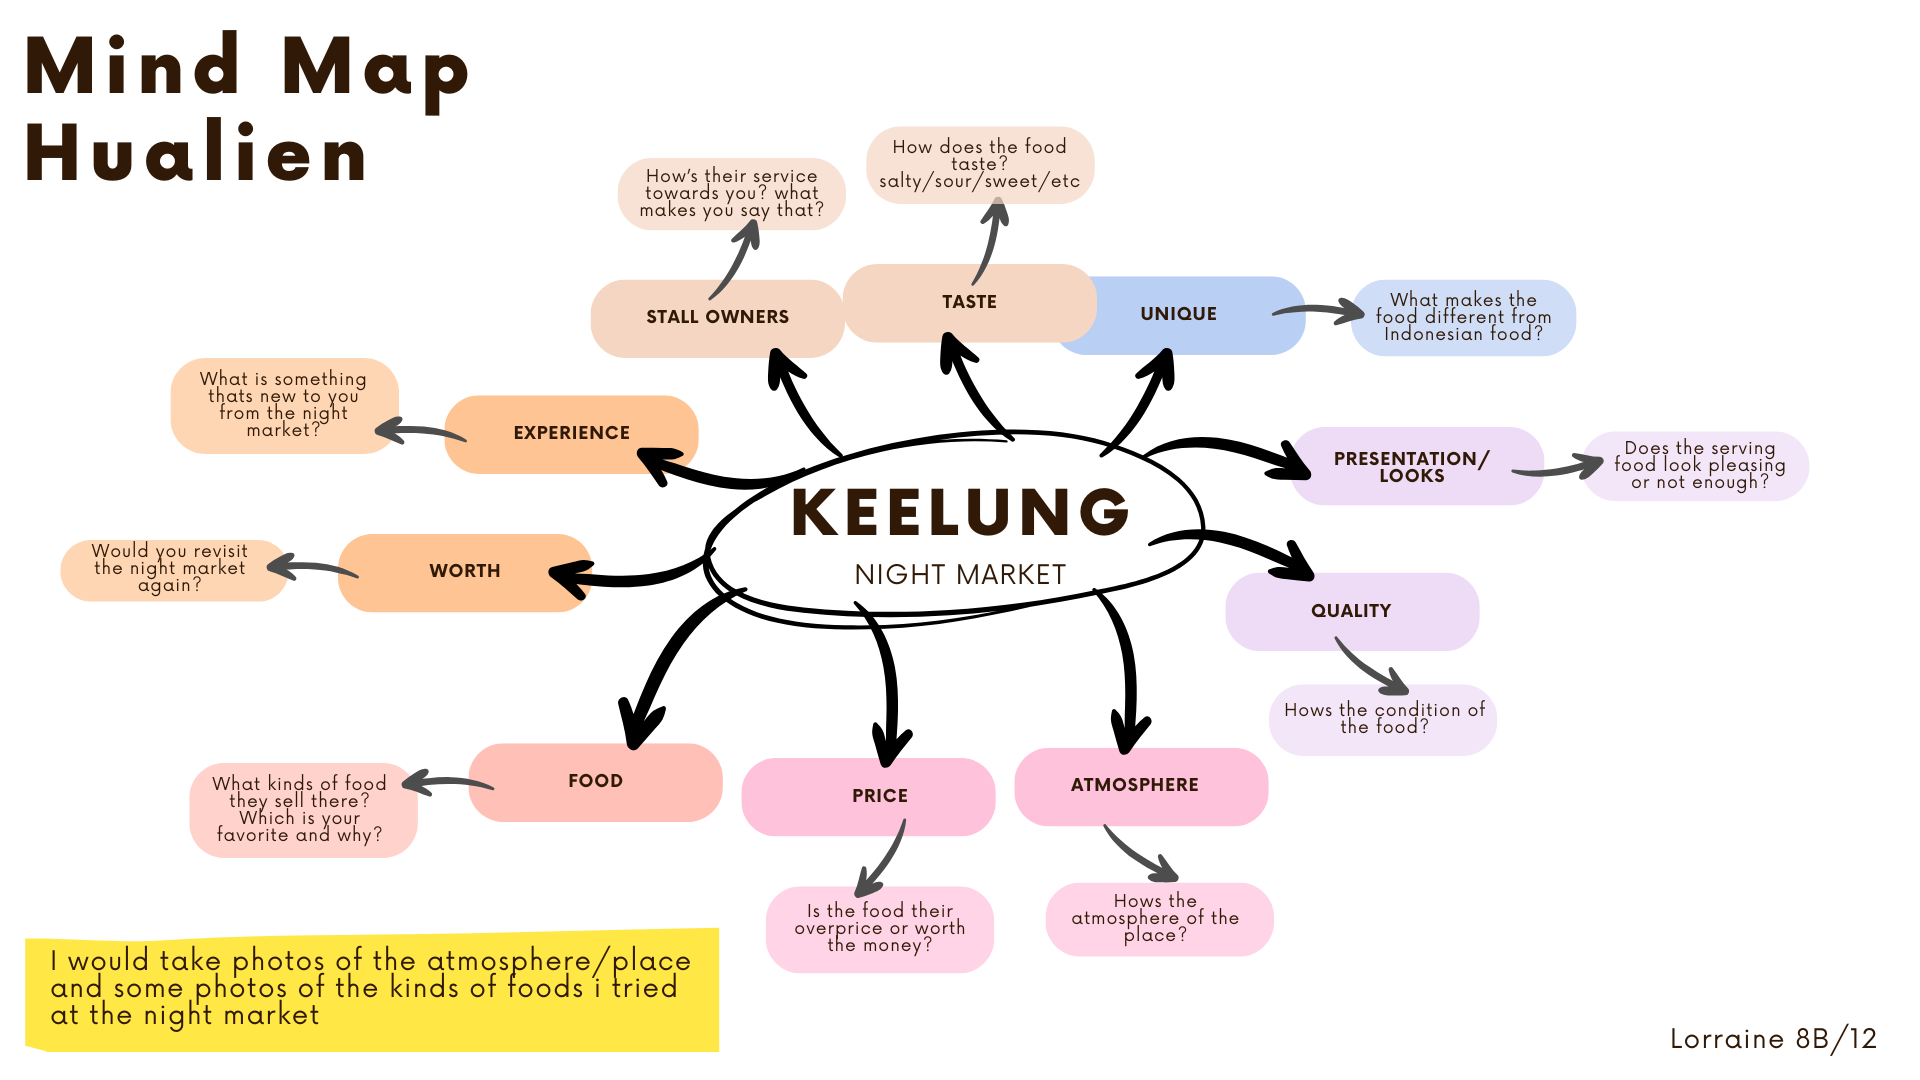 Mind Map
Hualien
How does the food
taste?
salty/sour/sweet/etc
How's their service
towards you? what
makes you say that?
STALL OWNERS
TASTE
UNIQUE
What makes the
food different from
Indonesian food?
What is something
thats new to you
from the night
market?
EXPERIENCE
PRESENTATION/
LOOKS
Does the serving
food look pleasing
or not enough?
KEELUNG
NIGHT MARKET
Would you revisit
the night market
again?
WORTH
QUALITY
Hows the condition of
the food?
What kinds of food
they sell there?
Which is your
favorite and why?
FOOD
PRICE
ATMOSPHERE
Is the food their
overprice or worth
the money?
Hows the
atmosphere of the
place?
I would take photos of the atmosphere/place
and some photos of the kinds of foods i tried
at the night market
Lorraine 8B/12